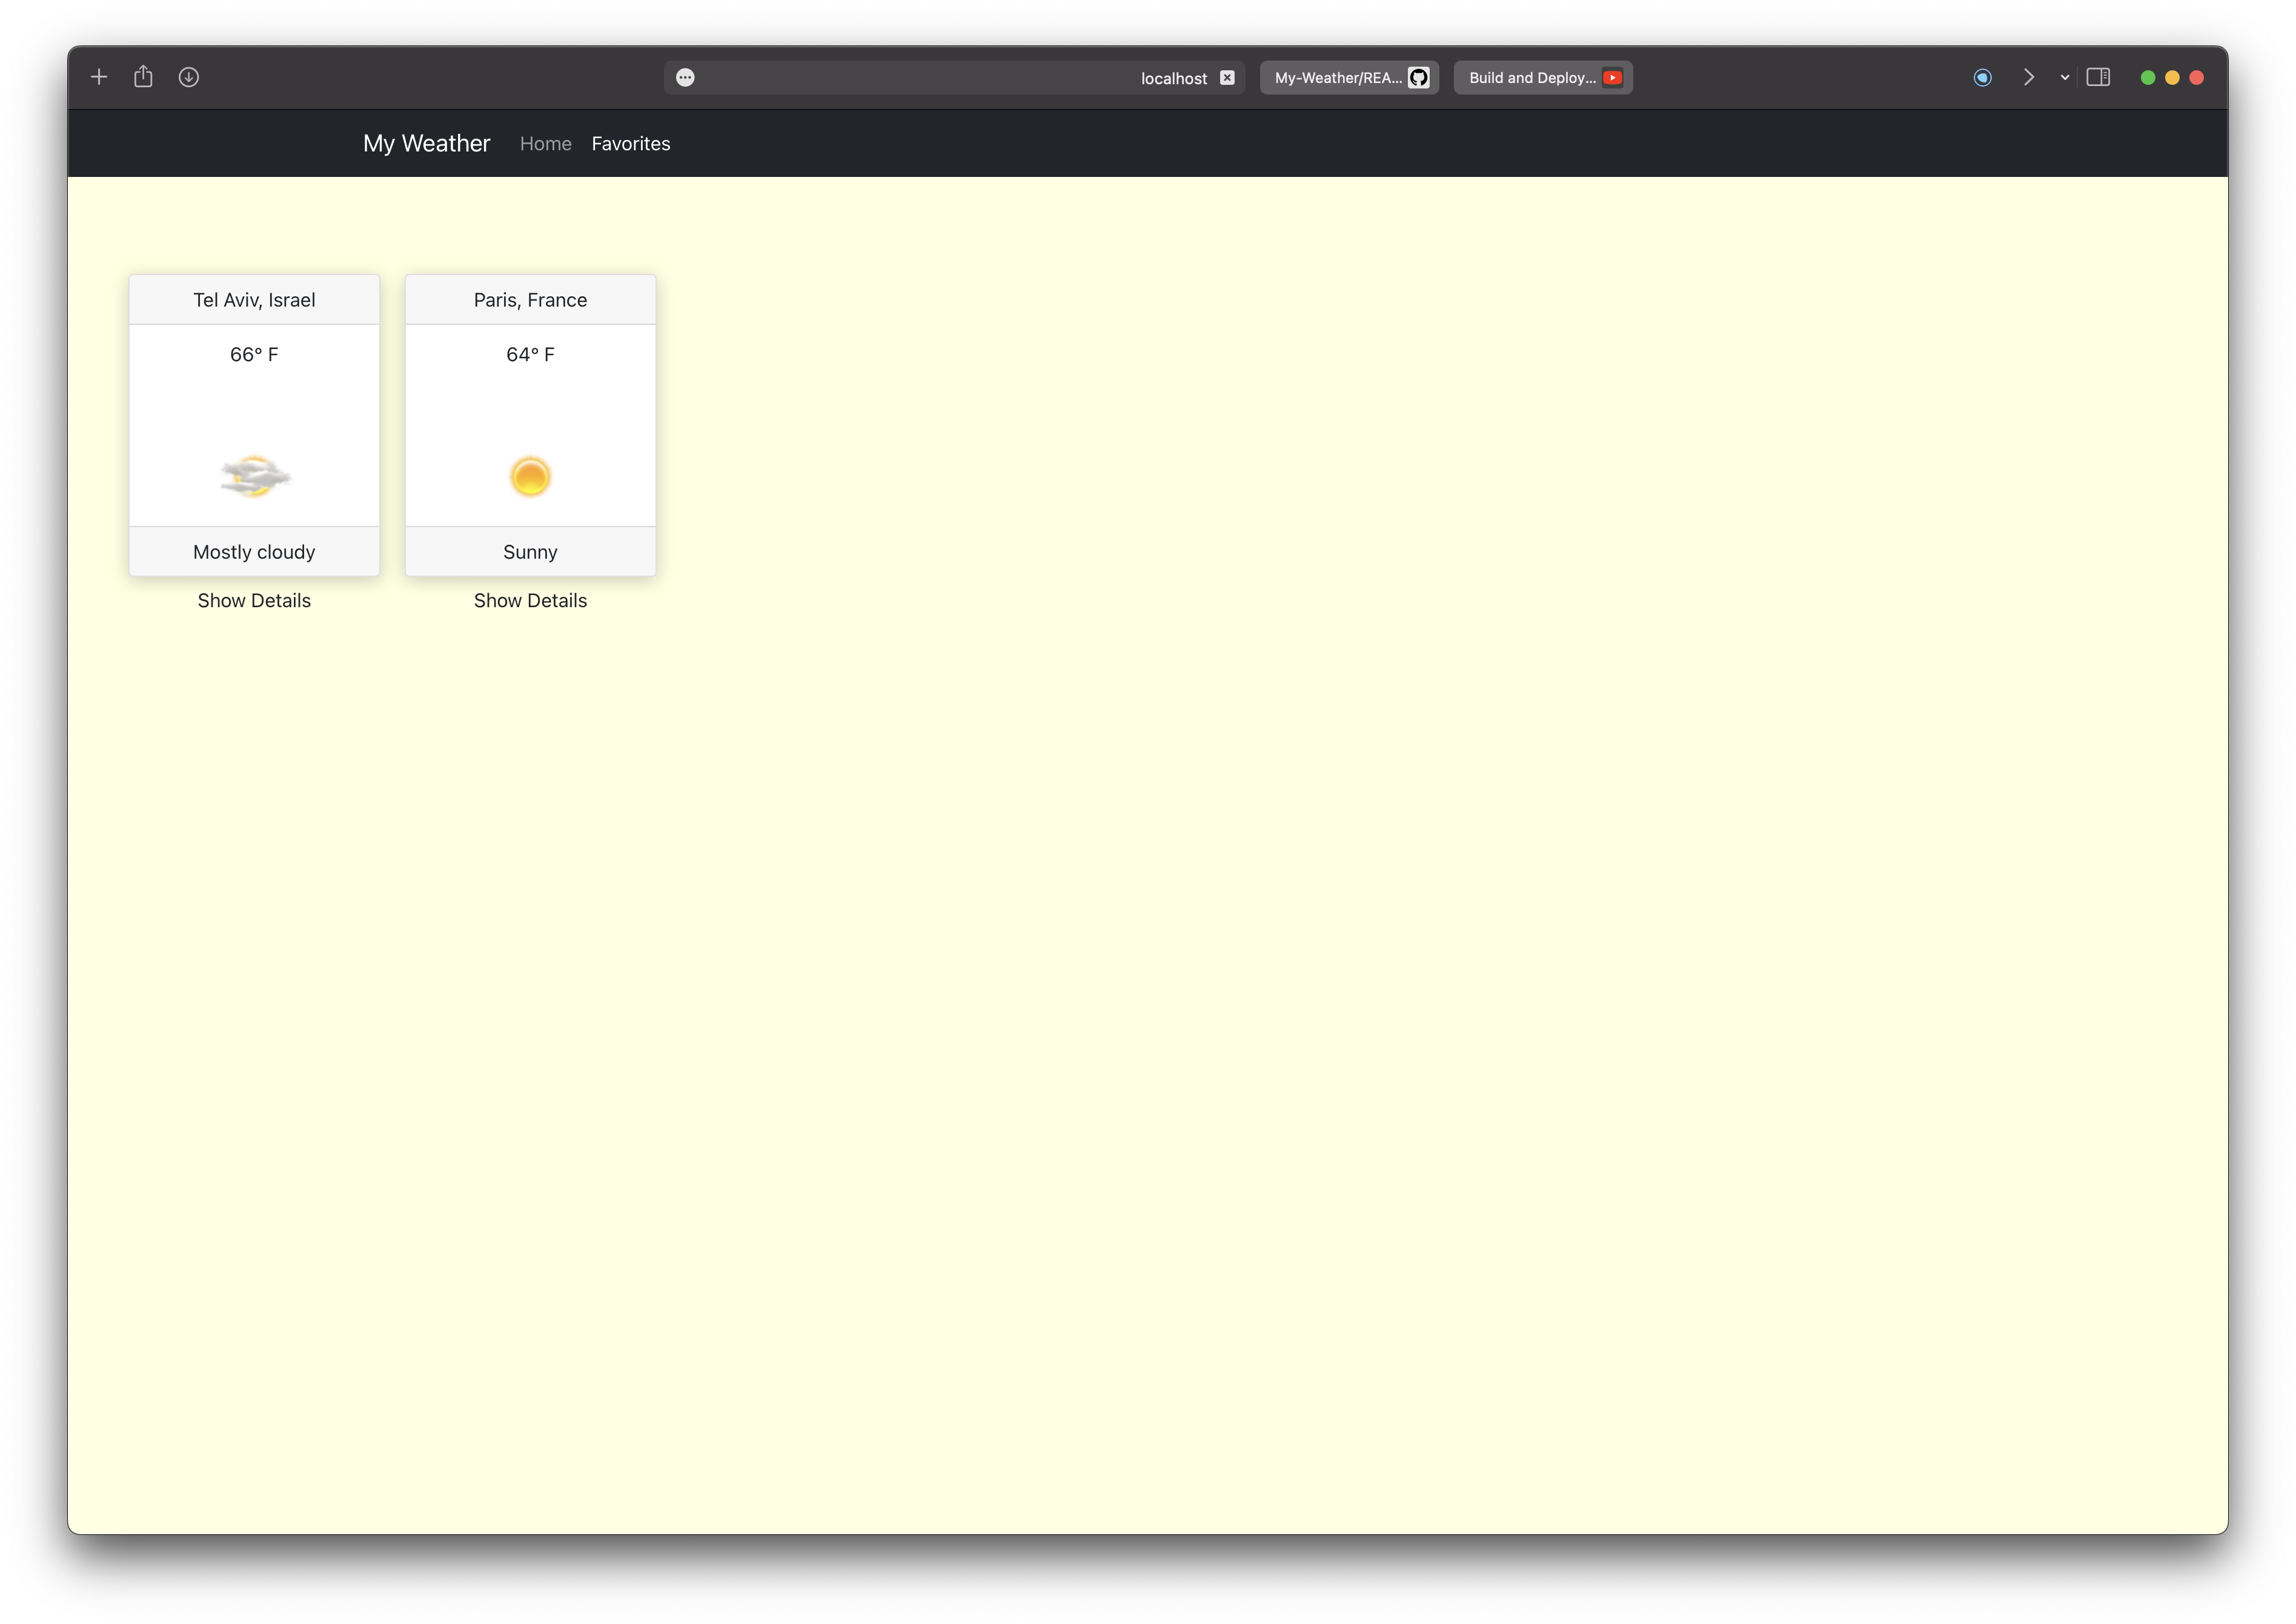 localhost
My-Weather/REA...
Build and Deploy...
My Weather
Home
Favorites
Tel Aviv, Israel
66° F
Mostly cloudy
Show Details
Paris, France
64° F
Sunny
Show Details